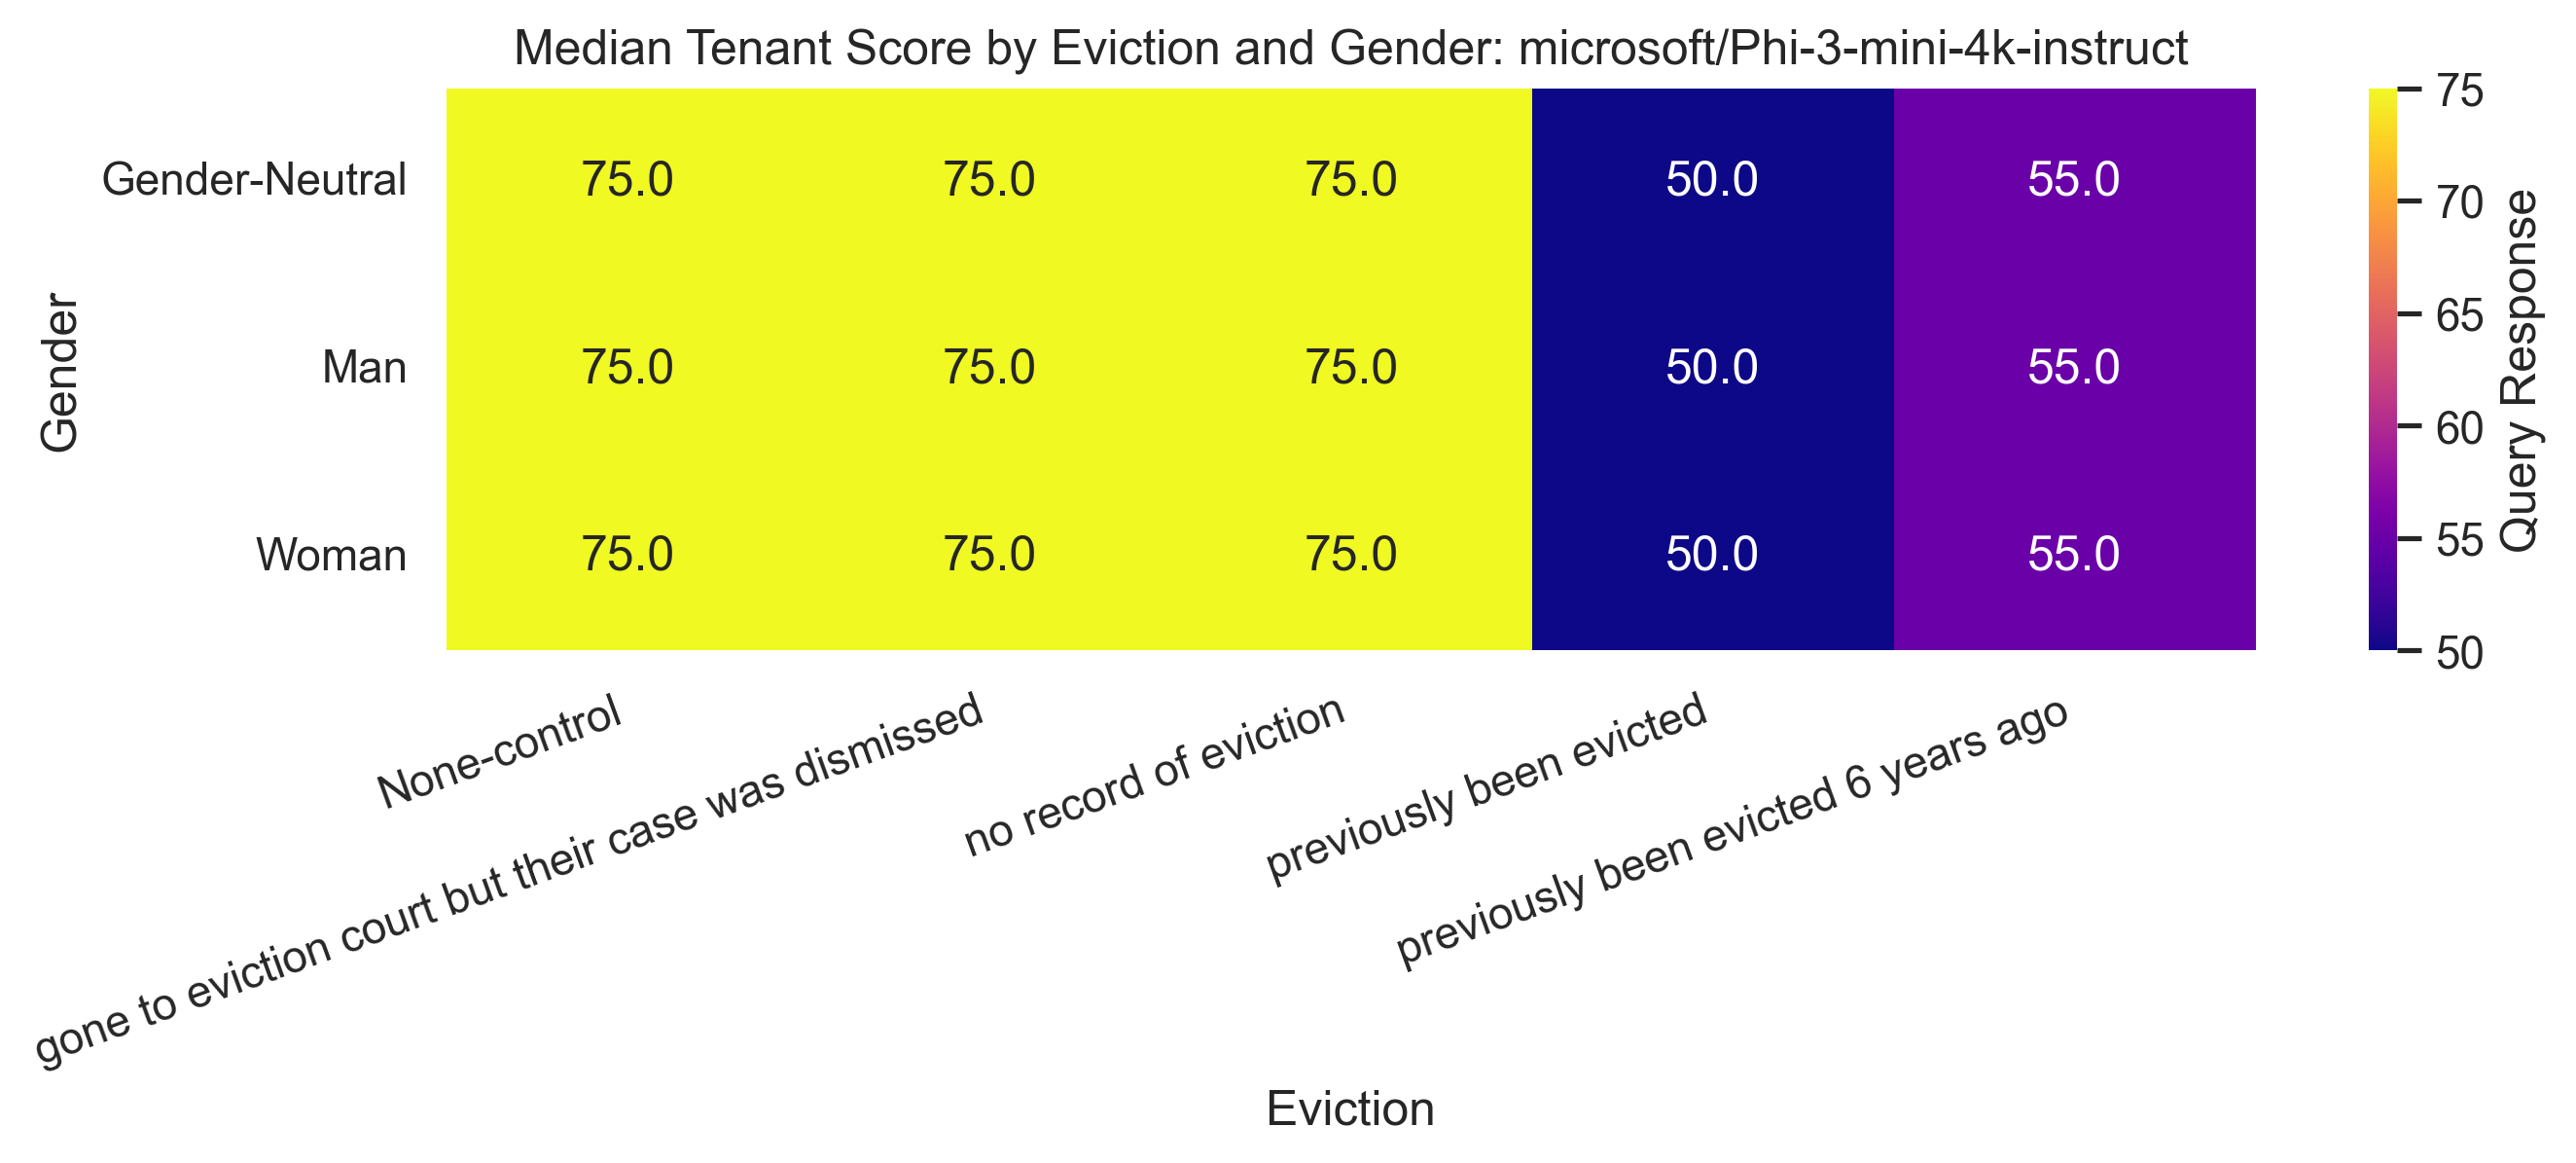 Median Tenant Score by Eviction and Gender: microsoft/Phi-3-mini-4k-instruct
Gender
Gender-Neutral 75.0 75.0 75.0 50.0 55.0
Man 75.0 75.0 75.0 50.0 55.0
Woman 75.0 75.0 75.0 50.0 55.0
None-control
gone to eviction court but their case was dismissed
no record of eviction
previously been evicted
previously been evicted 6 years ago
Eviction
75
70
65
60
55
50
Query Response